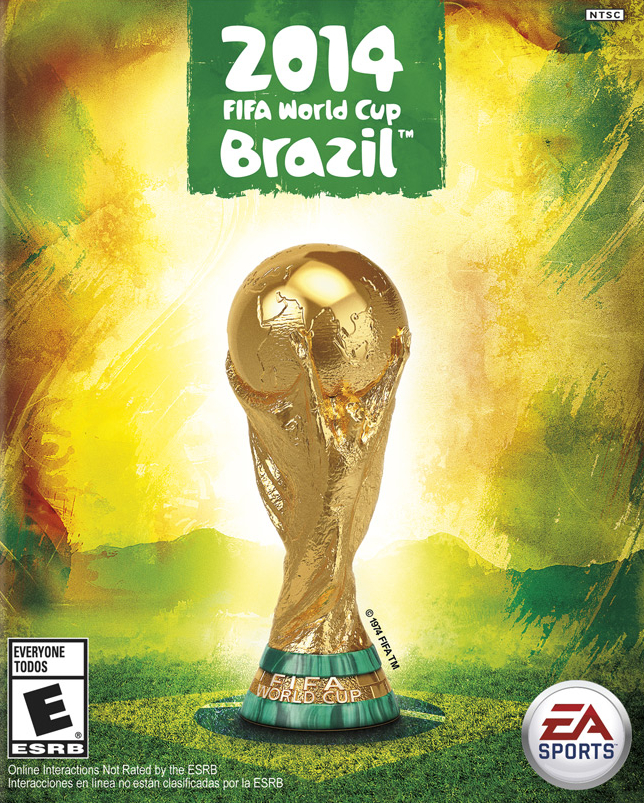 NTSC
2014
FIFA World Cup
Brazil™
© 1974 FIFA TM
FIFA
WORLD CUP
EVERYONE
TODOS
E
ESRB®
EA
SPORTS™
Online Interactions Not Rated by the ESRB
Interacciones en línea no están clasificadas por la ESRB